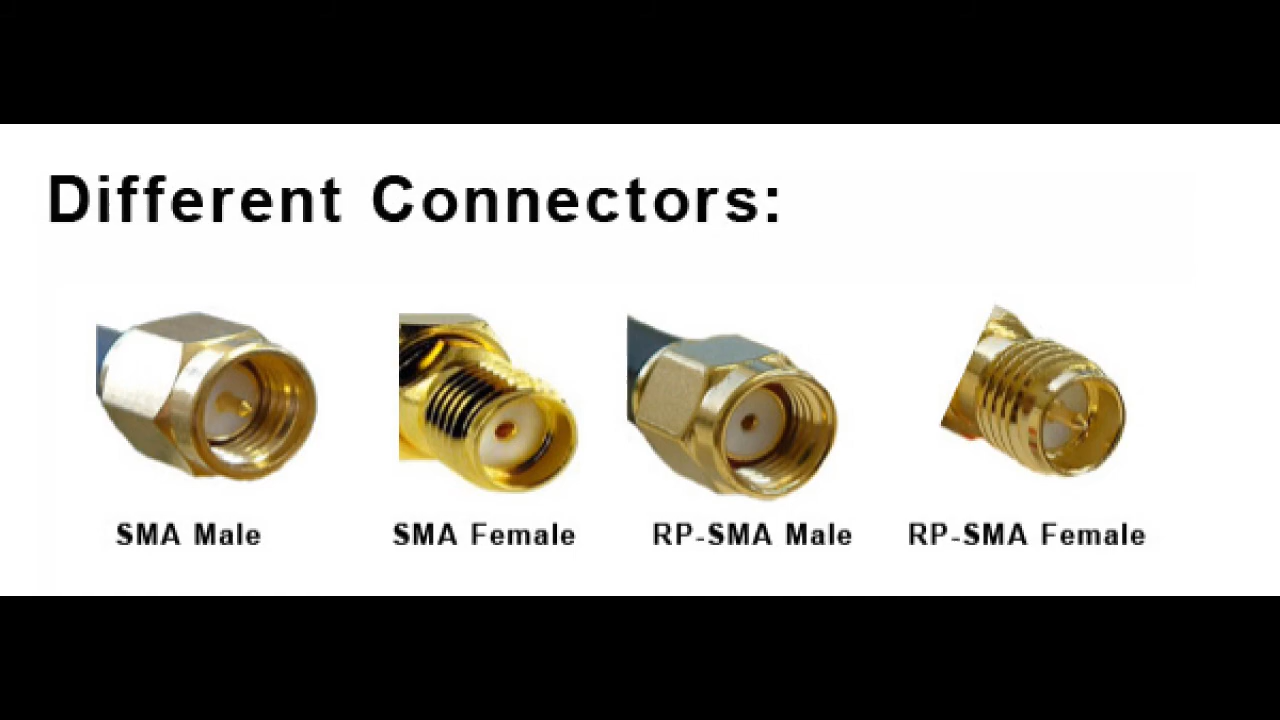 Different Connectors:
SMA Male
SMA Female
RP-SMA Male
RP-SMA Female